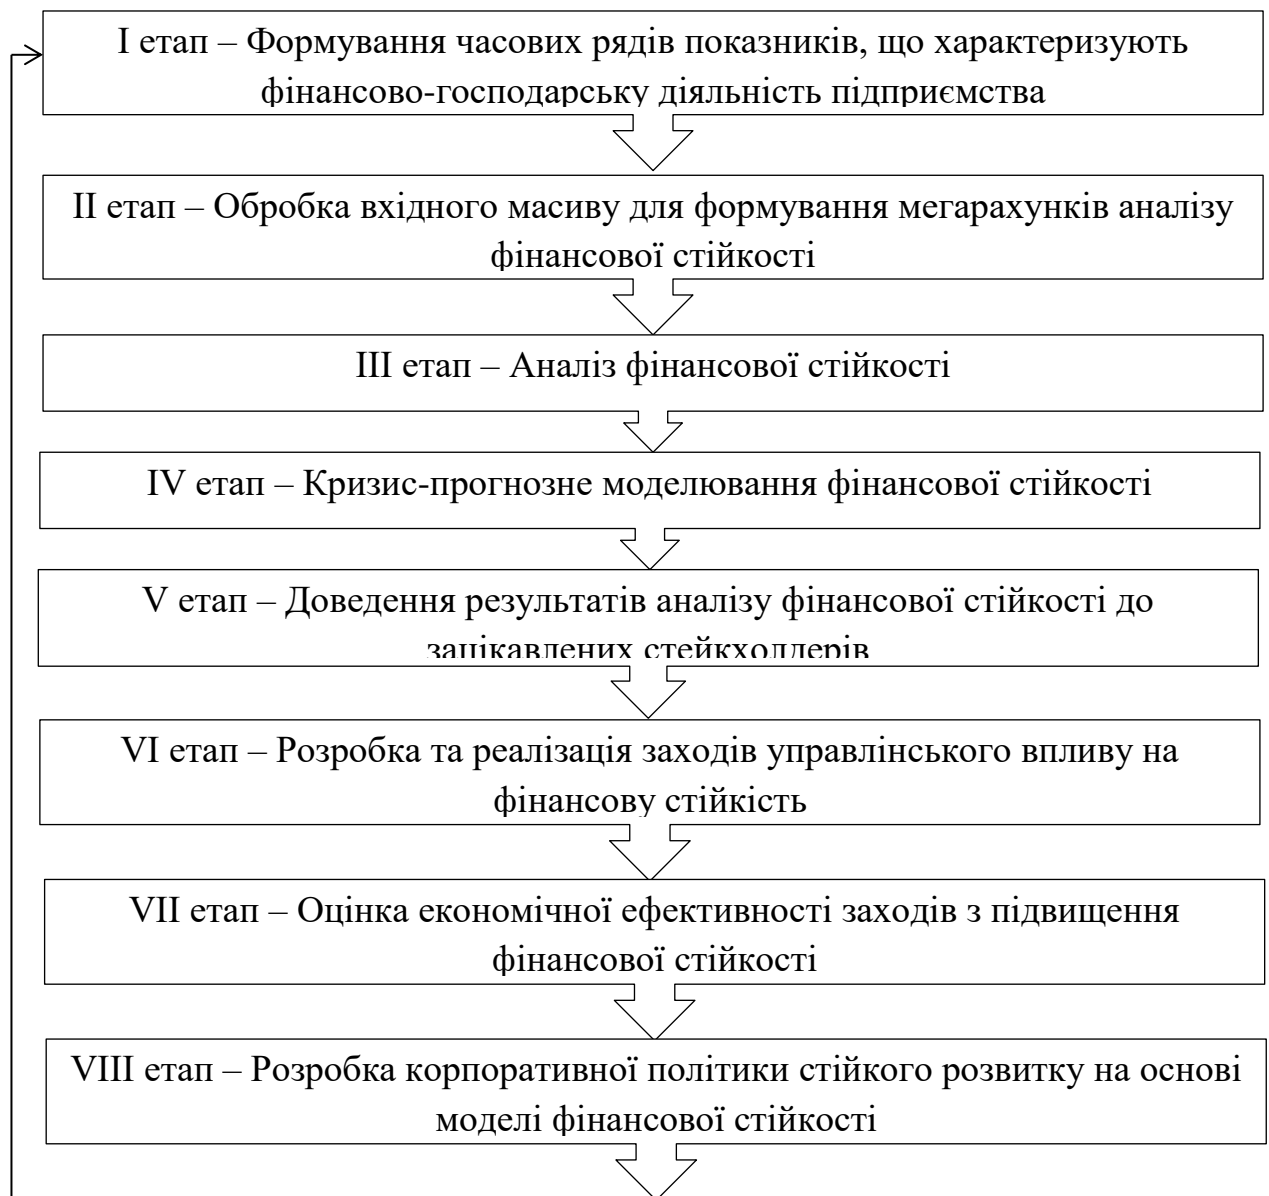 І етап – Формування часових рядів показників, що характеризують
фінансово-господарську діяльність підприємства
ІІ етап – Обробка вхідного масиву для формування мегарахунків аналізу
фінансової стійкості
ІІІ етап – Аналіз фінансової стійкості
IV етап – Кризис-прогнозне моделювання фінансової стійкості
V етап – Доведення результатів аналізу фінансової стійкості до
зацікавлених стейкхолдерів
VI етап – Розробка та реалізація заходів управлінського впливу на
фінансову стійкість
VII етап – Оцінка економічної ефективності заходів з підвищення
фінансової стійкості
VIII етап – Розробка корпоративної політики стійкого розвитку на основі
моделі фінансової стійкості